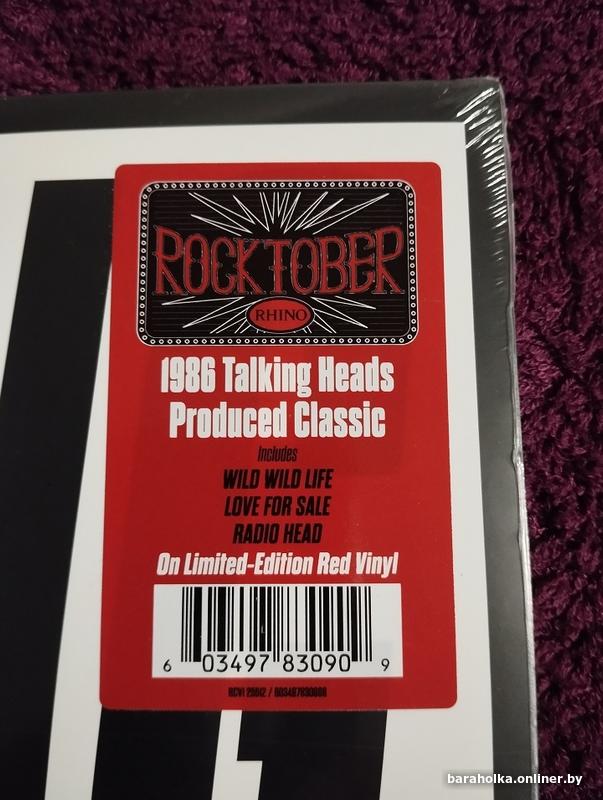 ROCKTOBER
RHINO
1986 Talking Heads
Produced Classic
Includes
WILD WILD LIFE
LOVE FOR SALE
RADIO HEAD
On Limited-Edition Red Vinyl
6 03497 83090 9
baraholka.onliner.by